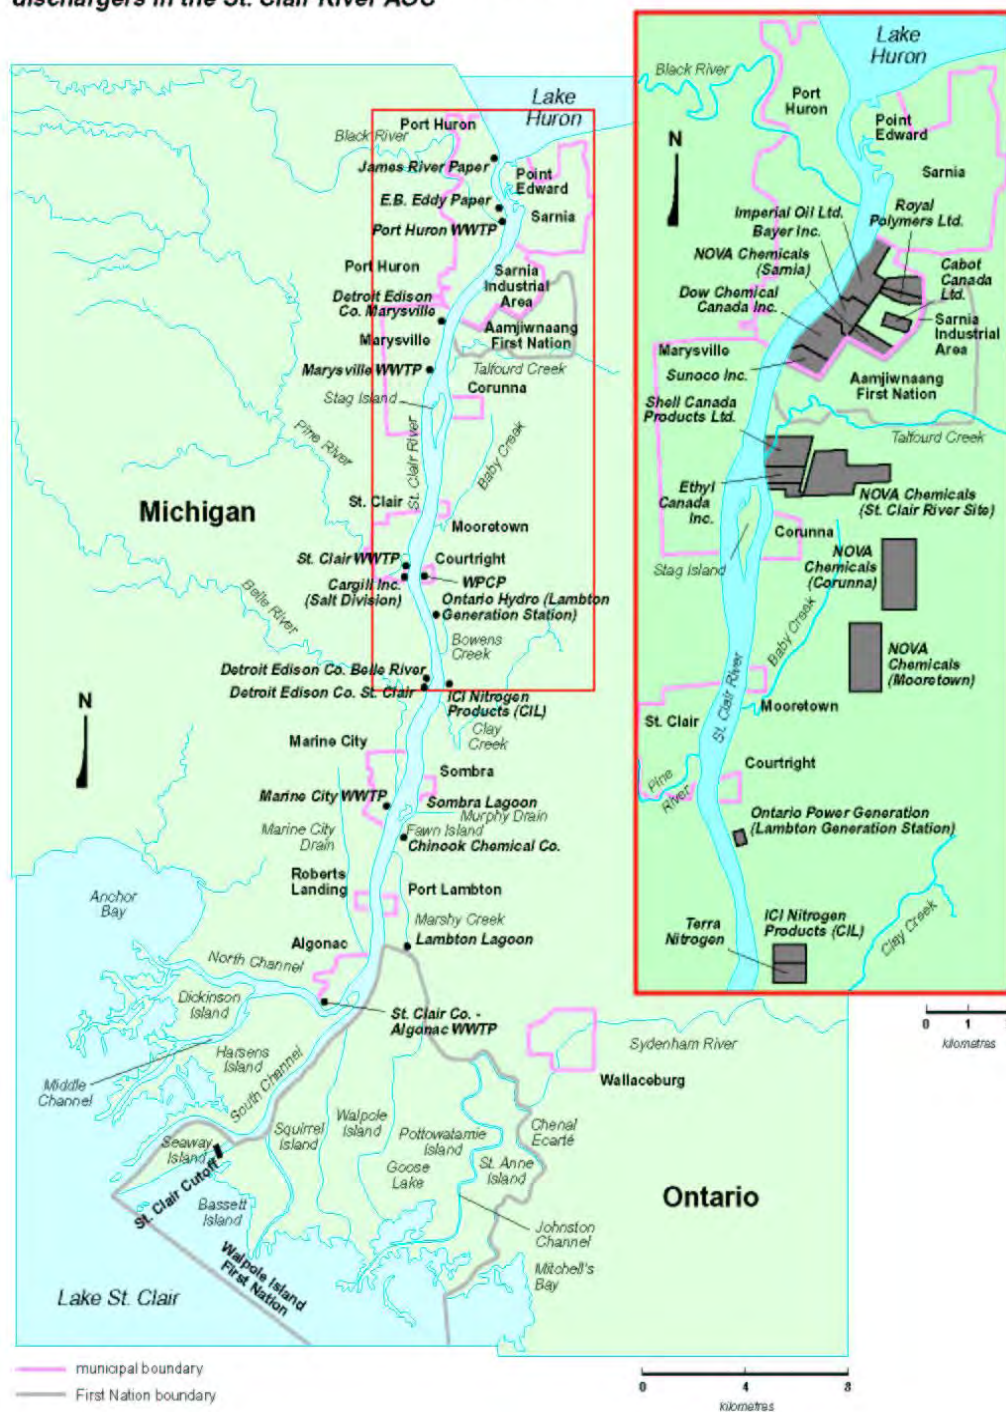 dischargers in the St. Clair River AOC
Lake
Huron
Port Huron
Black River
James River Paper
Point
Edward
E.B. Eddy Paper
Sarnia
Port Huron WWTP
Port Huron
Sarnia
Industrial
Area
Detroit Edison
Co. Marysville
Marysville
Aamjiwnaang
First Nation
Marysville WWTP
Talfourd Creek
Stag Island
Corunna
Pine River
St. Clair River
Baby Creek
Michigan
St. Clair
Mooretown
St. Clair WWTP
Courtright
Cargill Inc.
(Salt Division)
WPCP
Belle River
Ontario Hydro (Lambton
Generation Station)
Bowens
Creek
Detroit Edison Co. Belle River
Detroit Edison Co. St. Clair
ICI Nitrogen
Products (CIL)
N
Clay
Creek
Marine City
Sombra
Marine City WWTP
Sombra Lagoon
Murphy Drain
Marine City
Drain
Fawn Island
Chinook Chemical Co.
Roberts
Landing
Port Lambton
Anchor
Bay
Marshy Creek
Algonac
Lambton Lagoon
North Channel
Dickinson
Island
St. Clair Co. -
Algonac WWTP
Harsens
Island
Middle
Channel
South Channel
Sydenham River
Wallaceburg
Seaway
Island
Squirrel
Island
Walpole
Island
Pottowatamie
Island
Chenal
Ecarté
St. Clair Cutoff
Goose
Lake
St. Anne
Island
Bassett
Island
Ontario
Johnston
Channel
Walpole Island
First Nation
Mitchell's
Bay
Lake St. Clair
municipal boundary
First Nation boundary
0 4 8
kilometres
Lake
Huron
Black River
Port
Huron
Point
Edward
N
Sarnia
Imperial Oil Ltd.
Royal
Polymers Ltd.
Bayer Inc.
NOVA Chemicals
(Sarnia)
Cabot
Canada
Ltd.
Dow Chemical
Canada Inc.
Sarnia
Industrial
Area
Marysville
Sunoco Inc.
Aamjiwnaang
First Nation
Shell Canada
Products Ltd.
Talfourd Creek
Ethyl
Canada
Inc.
NOVA Chemicals
(St. Clair River Site)
Corunna
Stag Island
NOVA
Chemicals
(Corunna)
Baby Creek
NOVA
Chemicals
(Mooretown)
St. Clair River
St. Clair
Mooretown
Pine
River
Courtright
Ontario Power Generation
(Lambton Generation Station)
Terra
Nitrogen
ICI Nitrogen
Products (CIL)
Clay Creek
0 1
kilometres